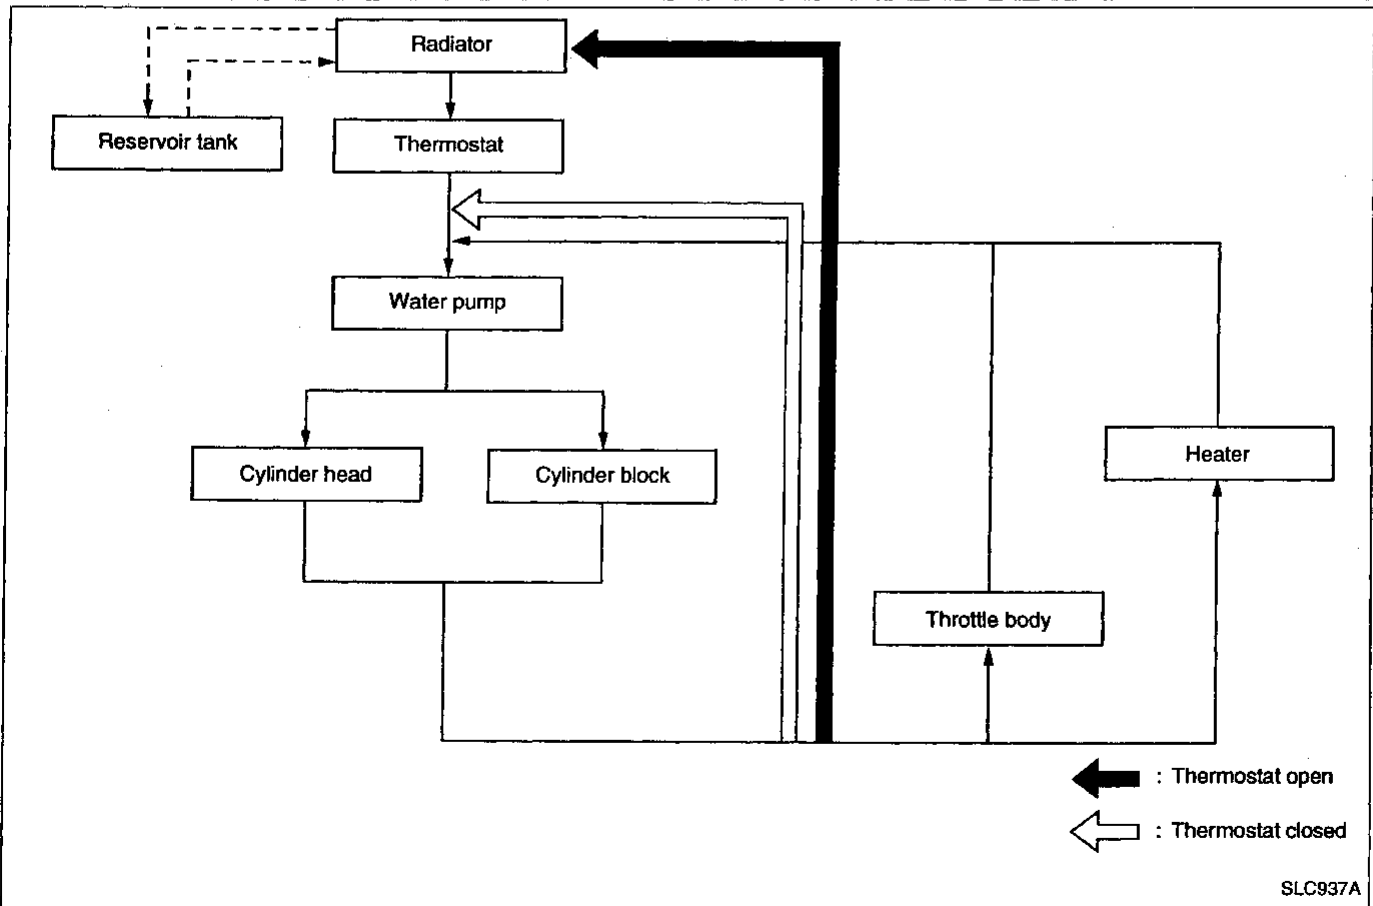 Radiator
Reservoir tank
Thermostat
Water pump
Cylinder head
Cylinder block
Heater
Throttle body
: Thermostat open
: Thermostat closed
SLC937A